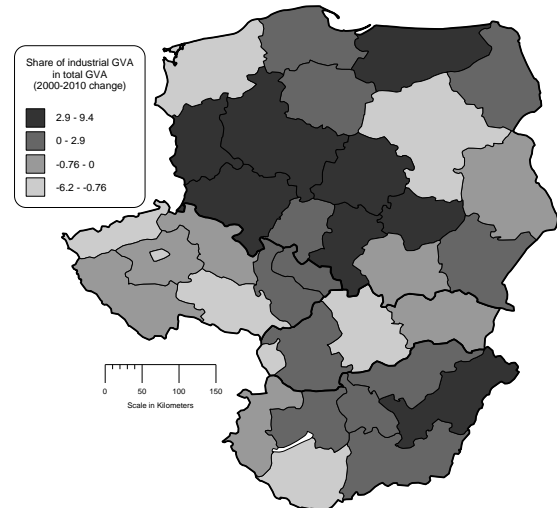 Share of industrial GVA
in total GVA
(2000-2010 change)
2.9 - 9.4
0 - 2.9
-0.76 - 0
-6.2 - -0.76
0 50 100 150
Scale in Kilometers